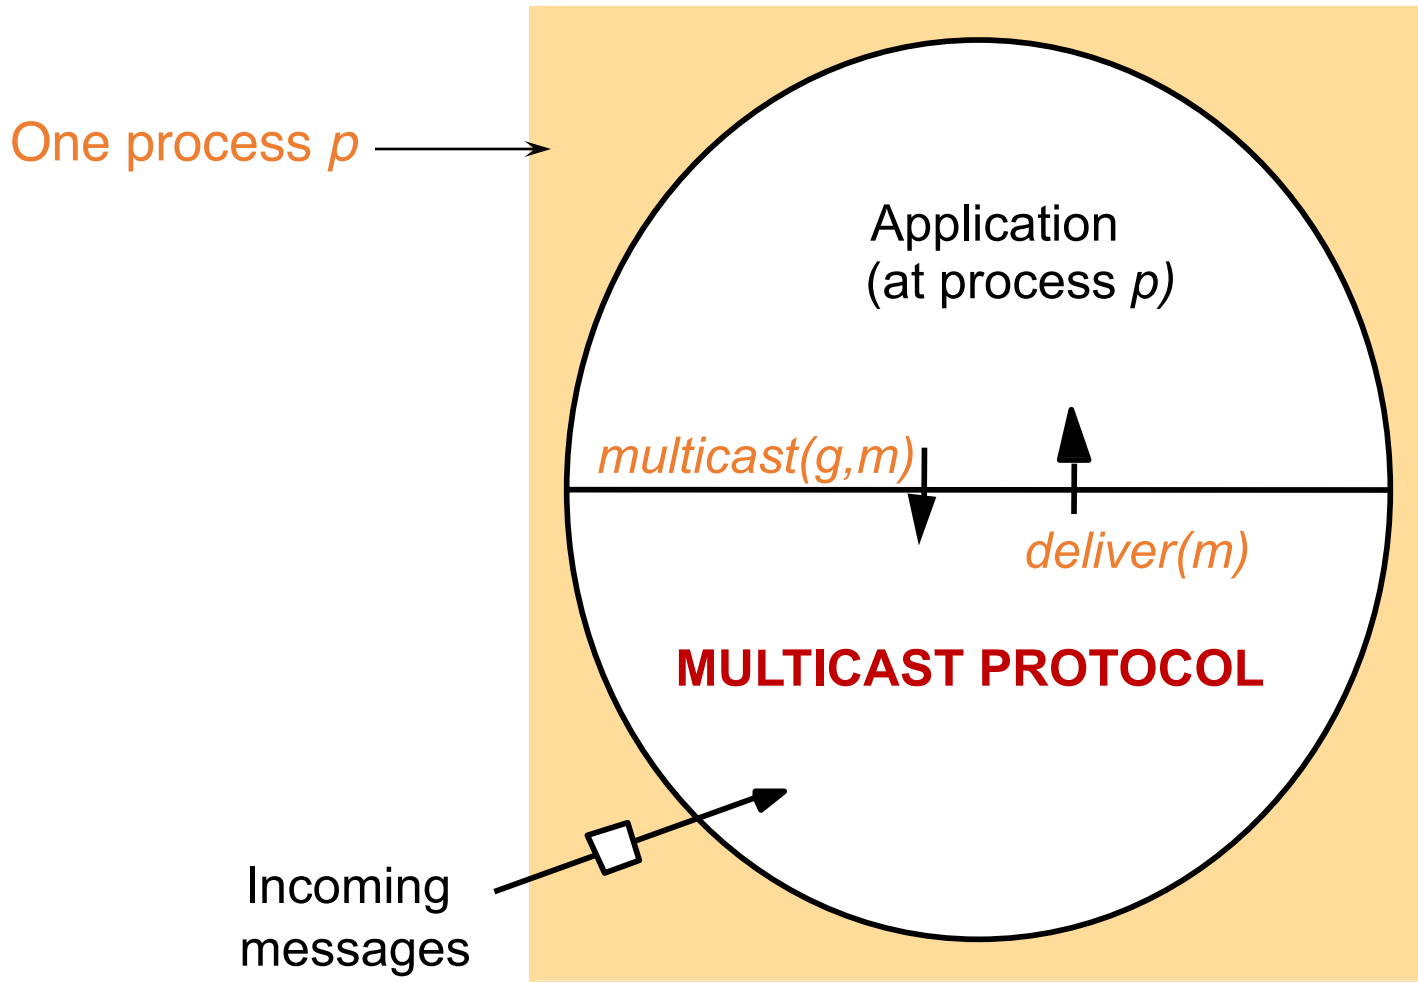 One process p
Application
(at process p)
multicast(g,m)
deliver(m)
MULTICAST PROTOCOL
Incoming
messages